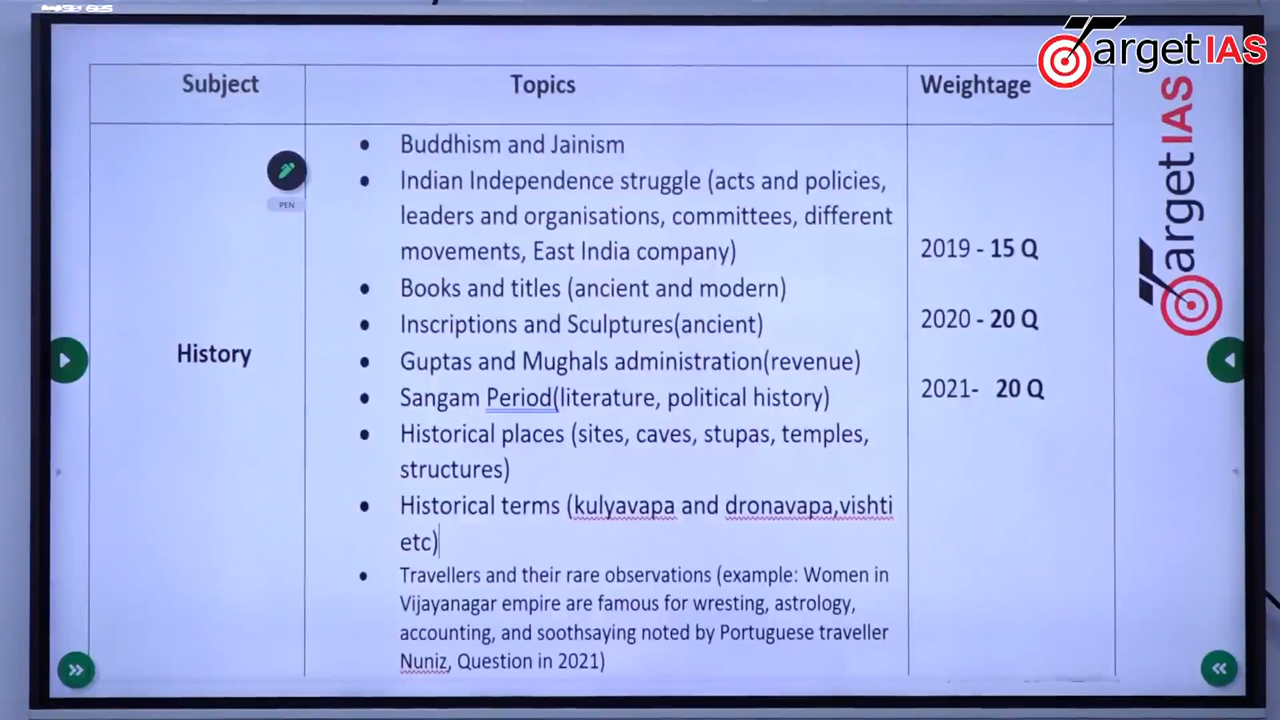 Target IAS
Subject
Topics
Weightage
Target IAS
PEN
History
• Buddhism and Jainism
• Indian Independence struggle (acts and policies,
leaders and organisations, committees, different
movements, East India company)
• Books and titles (ancient and modern)
• Inscriptions and Sculptures(ancient)
• Guptas and Mughals administration(revenue)
• Sangam Period(literature, political history)
• Historical places (sites, caves, stupas, temples,
structures)
• Historical terms (kulyavapa and dronavapa,vishti
etc)
• Travellers and their rare observations (example: Women in
Vijayanagar empire are famous for wresting, astrology,
accounting, and soothsaying noted by Portuguese traveller
Nuniz, Question in 2021)
2019 - 15 Q
2020 - 20 Q
2021- 20 Q